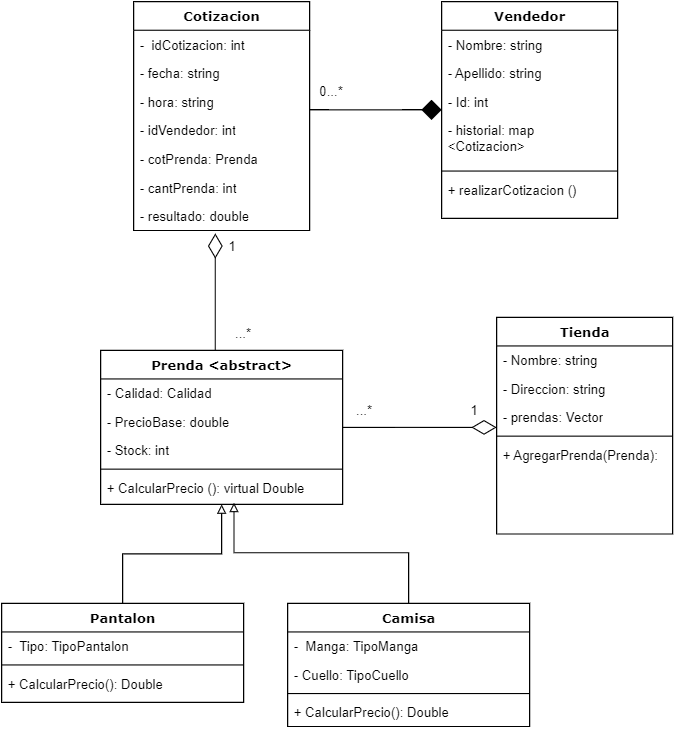 Cotizacion
- idCotizacion: int
- fecha: string
- hora: string
- idVendedor: int
- cotPrenda: Prenda
- cantPrenda: int
- resultado: double
0...*
Vendedor
- Nombre: string
- Apellido: string
- Id: int
- historial: map
<Cotizacion>
+ realizarCotizacion ()
1
...*
Prenda <abstract>
- Calidad: Calidad
- PrecioBase: double
- Stock: int
+ CalcularPrecio (): virtual Double
...*
1
Tienda
- Nombre: string
- Direccion: string
- prendas: Vector
+ AgregarPrenda(Prenda):
Pantalon
- Tipo: TipoPantalon
+ CalcularPrecio(): Double
Camisa
- Manga: TipoManga
- Cuello: TipoCuello
+ CalcularPrecio(): Double